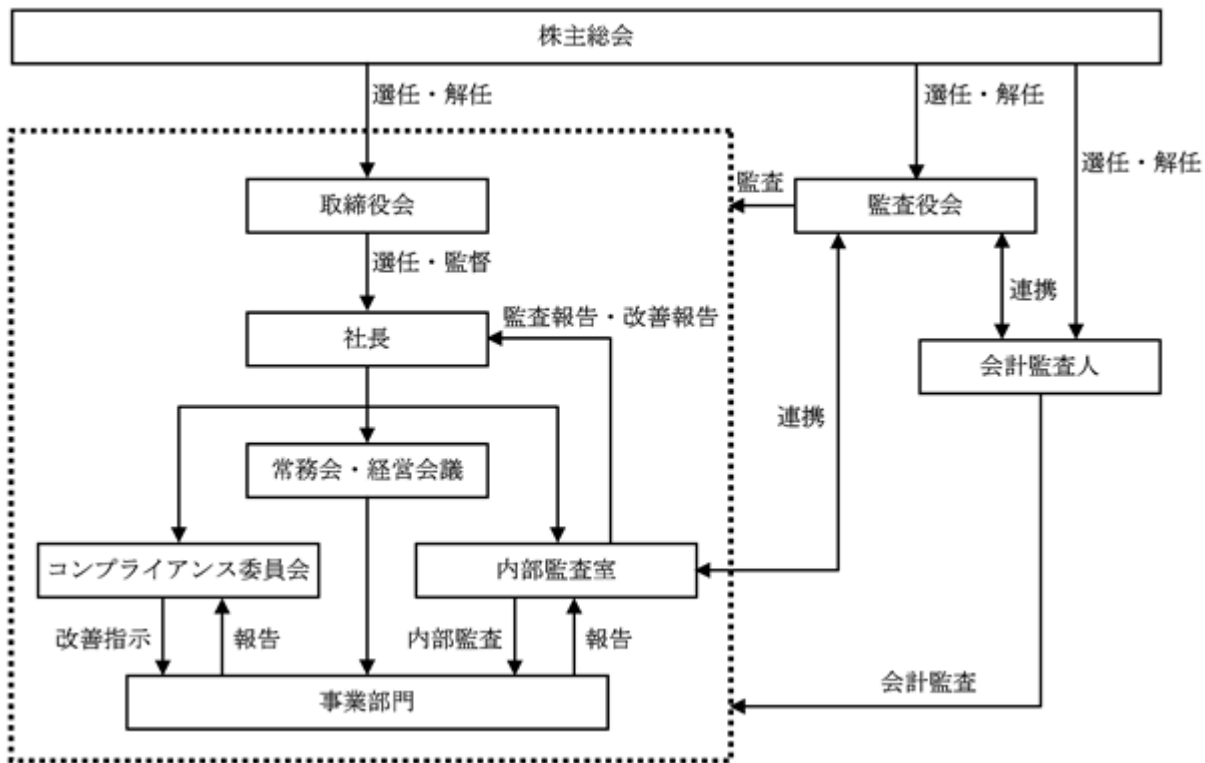 株主総会
選任・解任
選任・解任
選任・解任
取締役会
監査
監査役会
選任・監督
連携
社長
監査報告・改善報告
会計監査人
連携
常務会・経営会議
コンプライアンス委員会
内部監査室
改善指示
報告
内部監査
報告
会計監査
事業部門